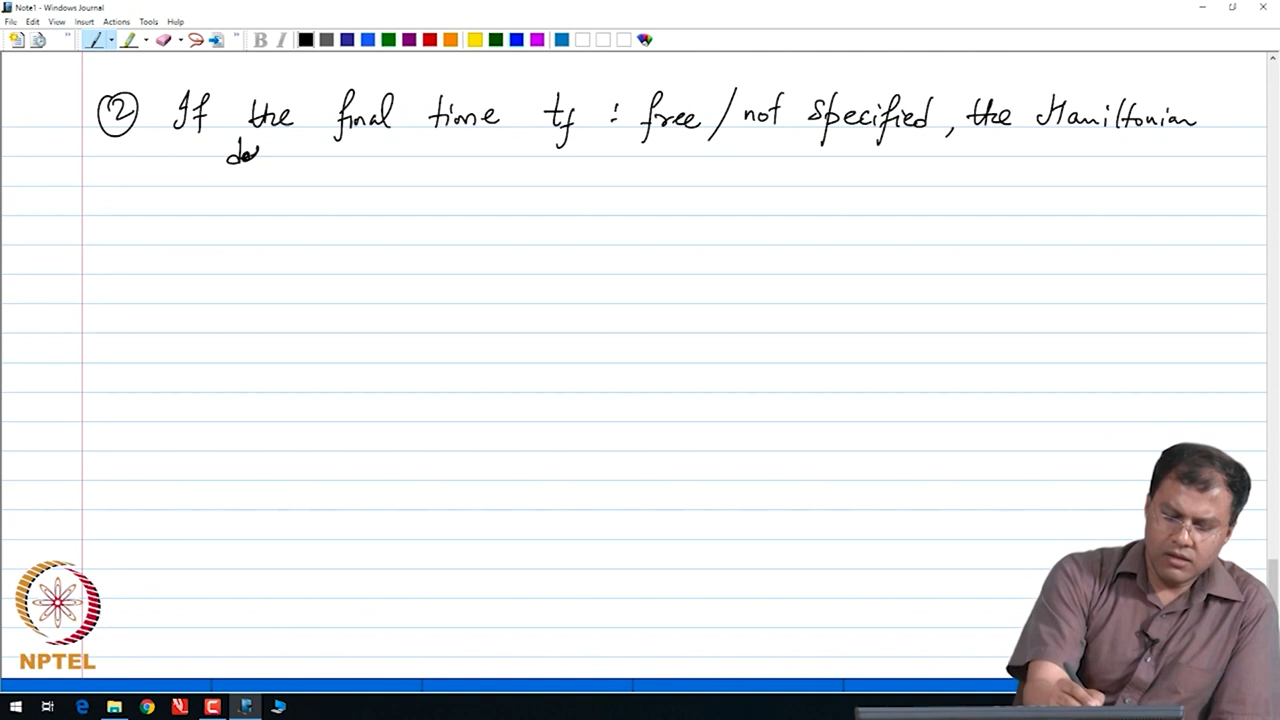 Note1 - Windows Journal
File Edit View Insert Actions Tools Help
B I
② If the final time tf : free / not specified, the Hamiltonian
de
NPTEL